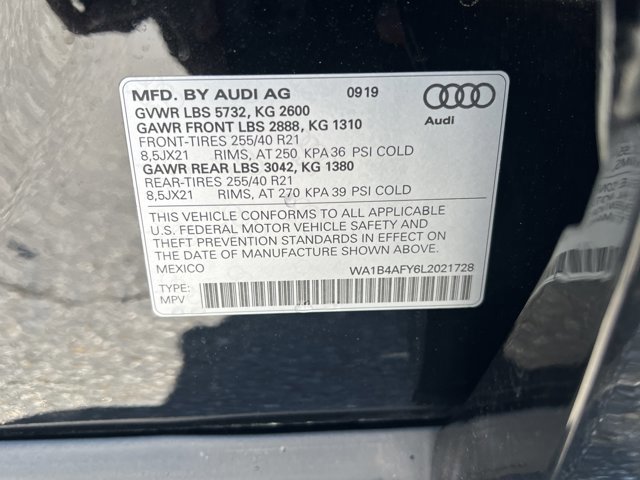 MFD. BY AUDI AG 0919
GVWR LBS 5732, KG 2600
GAWR FRONT LBS 2888, KG 1310
FRONT-TIRES 255/40 R21
8,5JX21 RIMS, AT 250 KPA 36 PSI COLD
GAWR REAR LBS 3042, KG 1380
REAR-TIRES 255/40 R21
8,5JX21 RIMS, AT 270 KPA 39 PSI COLD
Audi
THIS VEHICLE CONFORMS TO ALL APPLICABLE
U.S. FEDERAL MOTOR VEHICLE SAFETY AND
THEFT PREVENTION STANDARDS IN EFFECT ON
THE DATE OF MANUFACTURE SHOWN ABOVE.
MEXICO WA1B4AFY6L2021728
TYPE:
MPV